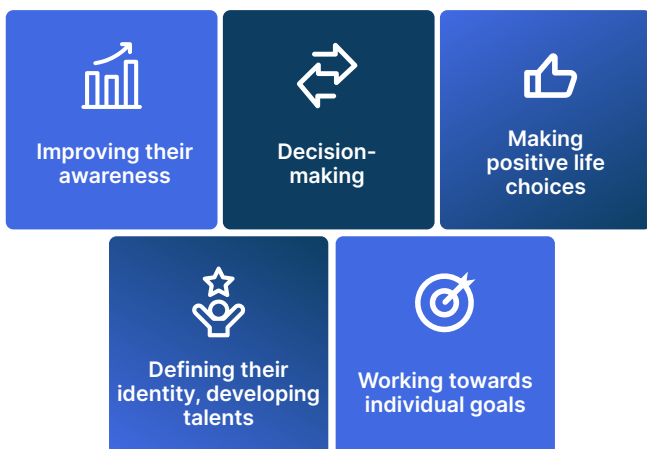 Improving their
awareness
Decision-
making
Making
positive life
choices
Defining their
identity, developing
talents
Working towards
individual goals